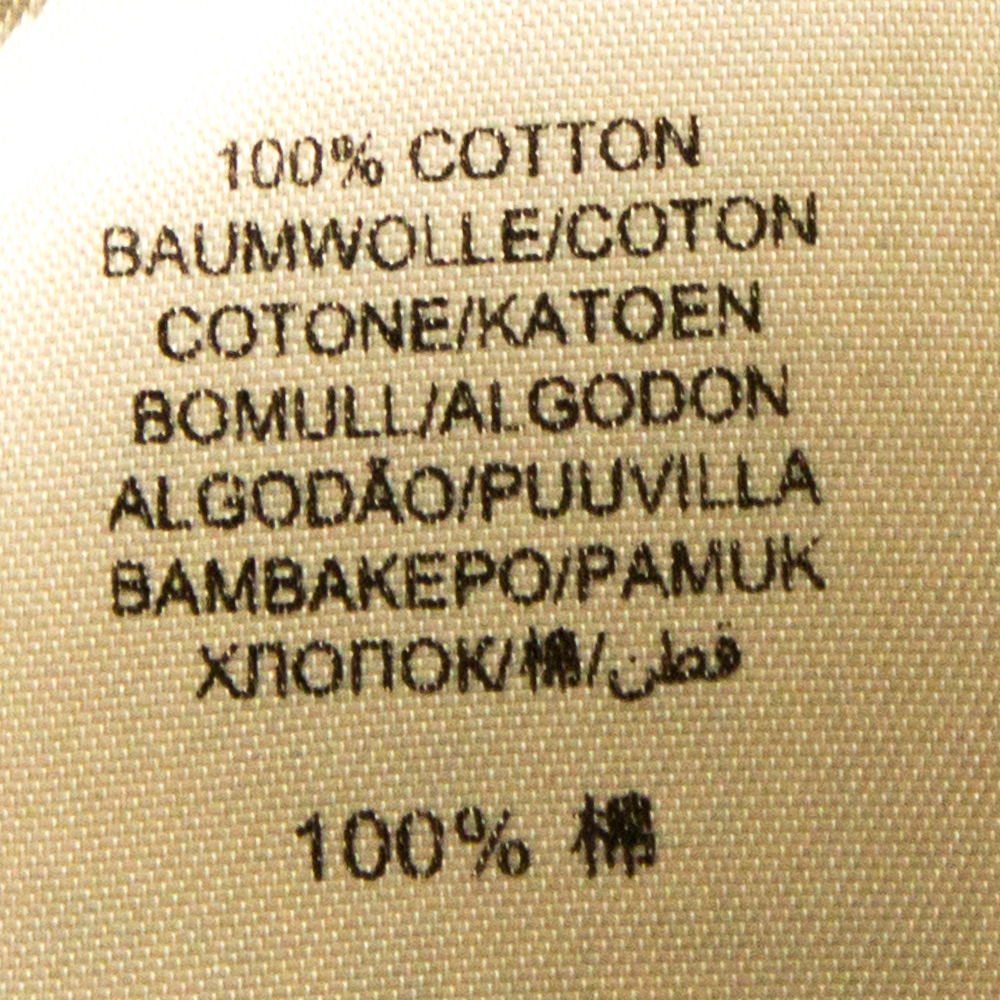 100% COTTON
BAUMWOLLE/COTON
COTONE/KATOEN
BOMULL/ALGODON
ALGODÃO/PUUVILLA
BAMBAKEPO/PAMUK
ХЛОПОК/棉/قطن
100% 棉